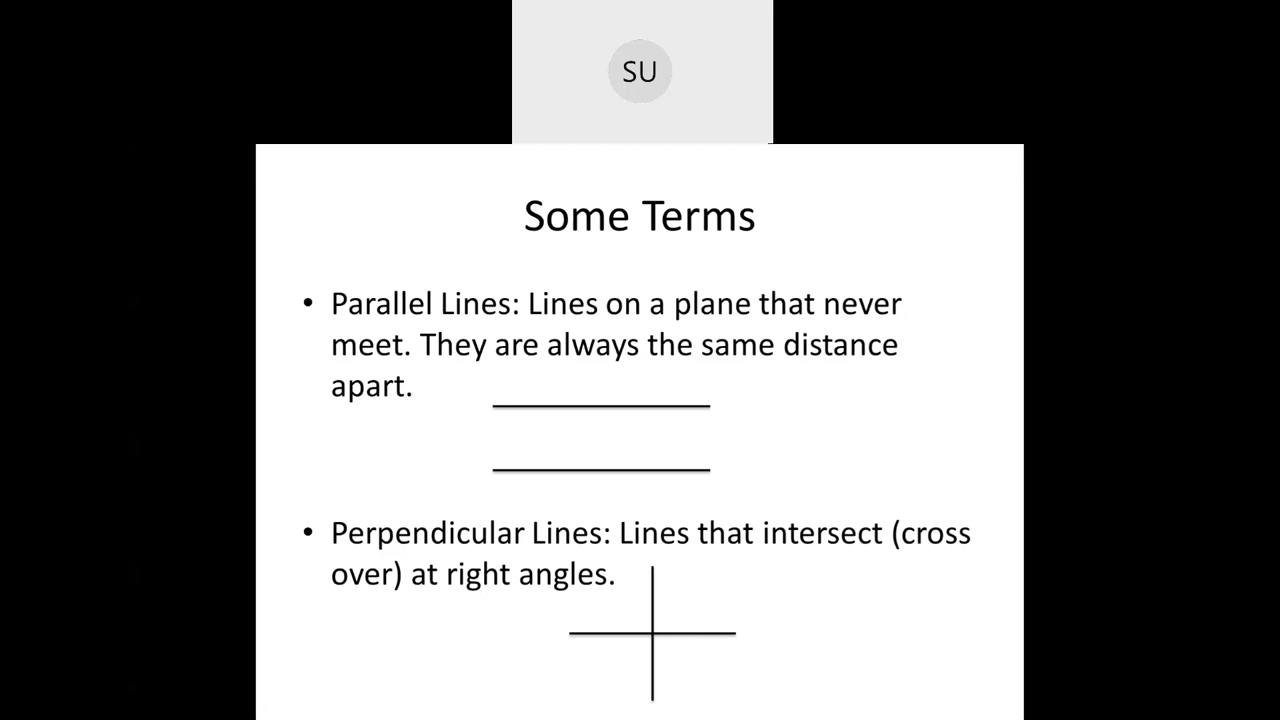 SU
Some Terms
• Parallel Lines: Lines on a plane that never
meet. They are always the same distance
apart.
• Perpendicular Lines: Lines that intersect (cross
over) at right angles.